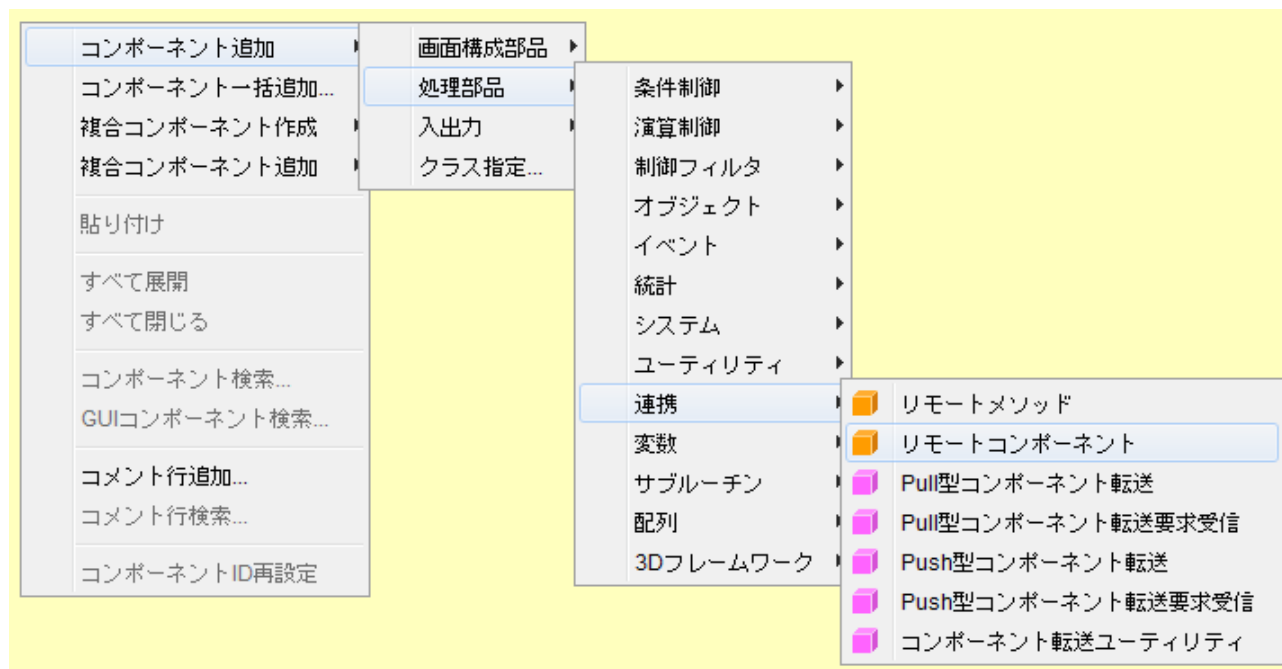 コンポーネント追加
コンポーネント一括追加...
複合コンポーネント作成
複合コンポーネント追加
貼り付け
すべて展開
すべて閉じる
コンポーネント検索...
GUIコンポーネント検索...
コメント行追加...
コメント行検索...
コンポーネントID再設定
画面構成部品
処理部品
入出力
クラス指定...
条件制御
演算制御
制御フィルタ
オブジェクト
イベント
統計
システム
ユーティリティ
連携
変数
サブルーチン
配列
3Dフレームワーク
リモートメソッド
リモートコンポーネント
Pull型コンポーネント転送
Pull型コンポーネント転送要求受信
Push型コンポーネント転送
Push型コンポーネント転送要求受信
コンポーネント転送ユーティリティ